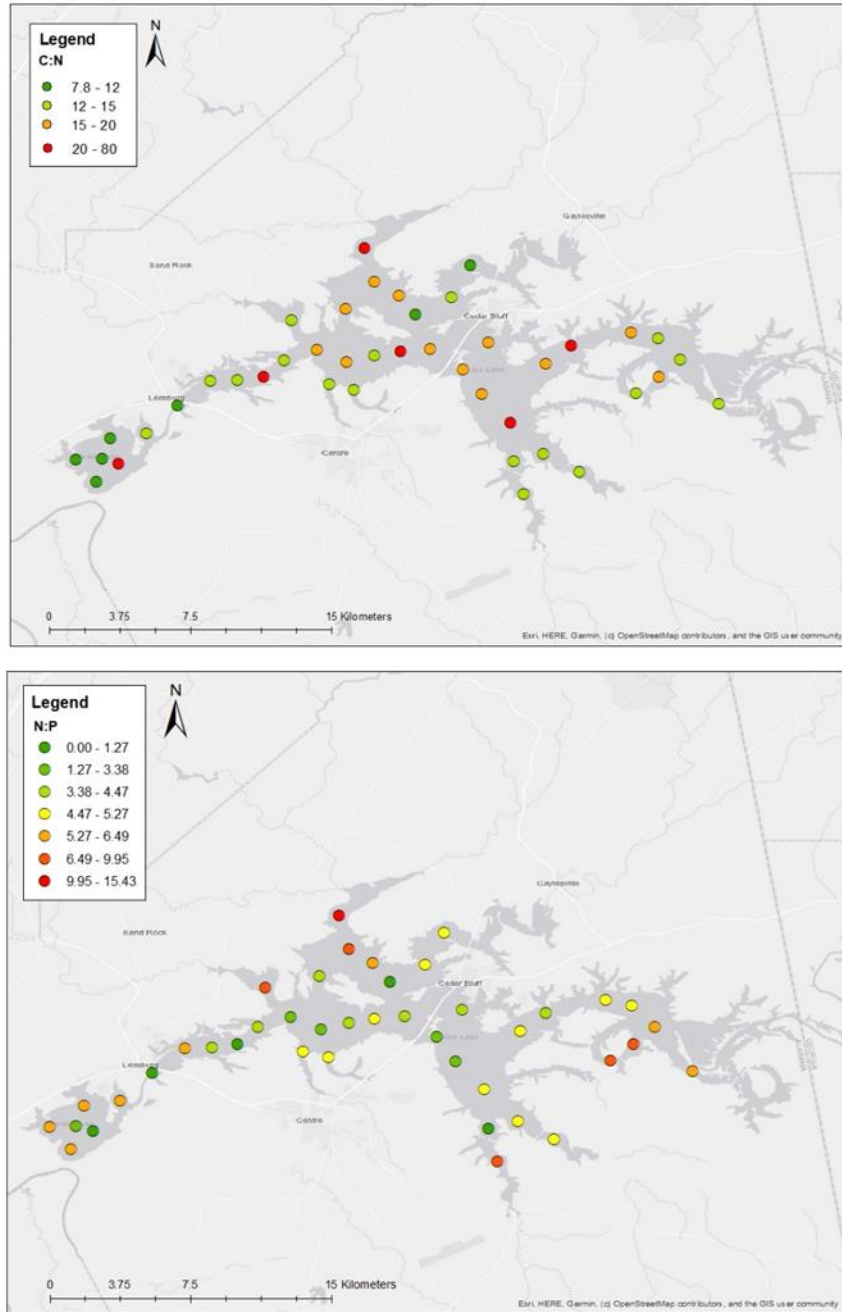 Legend
C:N
7.8 - 12
12 - 15
15 - 20
20 - 80
N
Gaylesville
Sand Rock
Cedar Bluff
Leesburg
Centre
0 3.75 7.5 15 Kilometers
Esri, HERE, Garmin, (c) OpenStreetMap contributors, and the GIS user community
Legend
N:P
0.00 - 1.27
1.27 - 3.38
3.38 - 4.47
4.47 - 5.27
5.27 - 6.49
6.49 - 9.95
9.95 - 15.43
N
Gaylesville
Sand Rock
Cedar Bluff
Leesburg
Centre
GEORGIA
ALABAMA
0 3.75 7.5 15 Kilometers
Esri, HERE, Garmin, (c) OpenStreetMap contributors, and the GIS user community